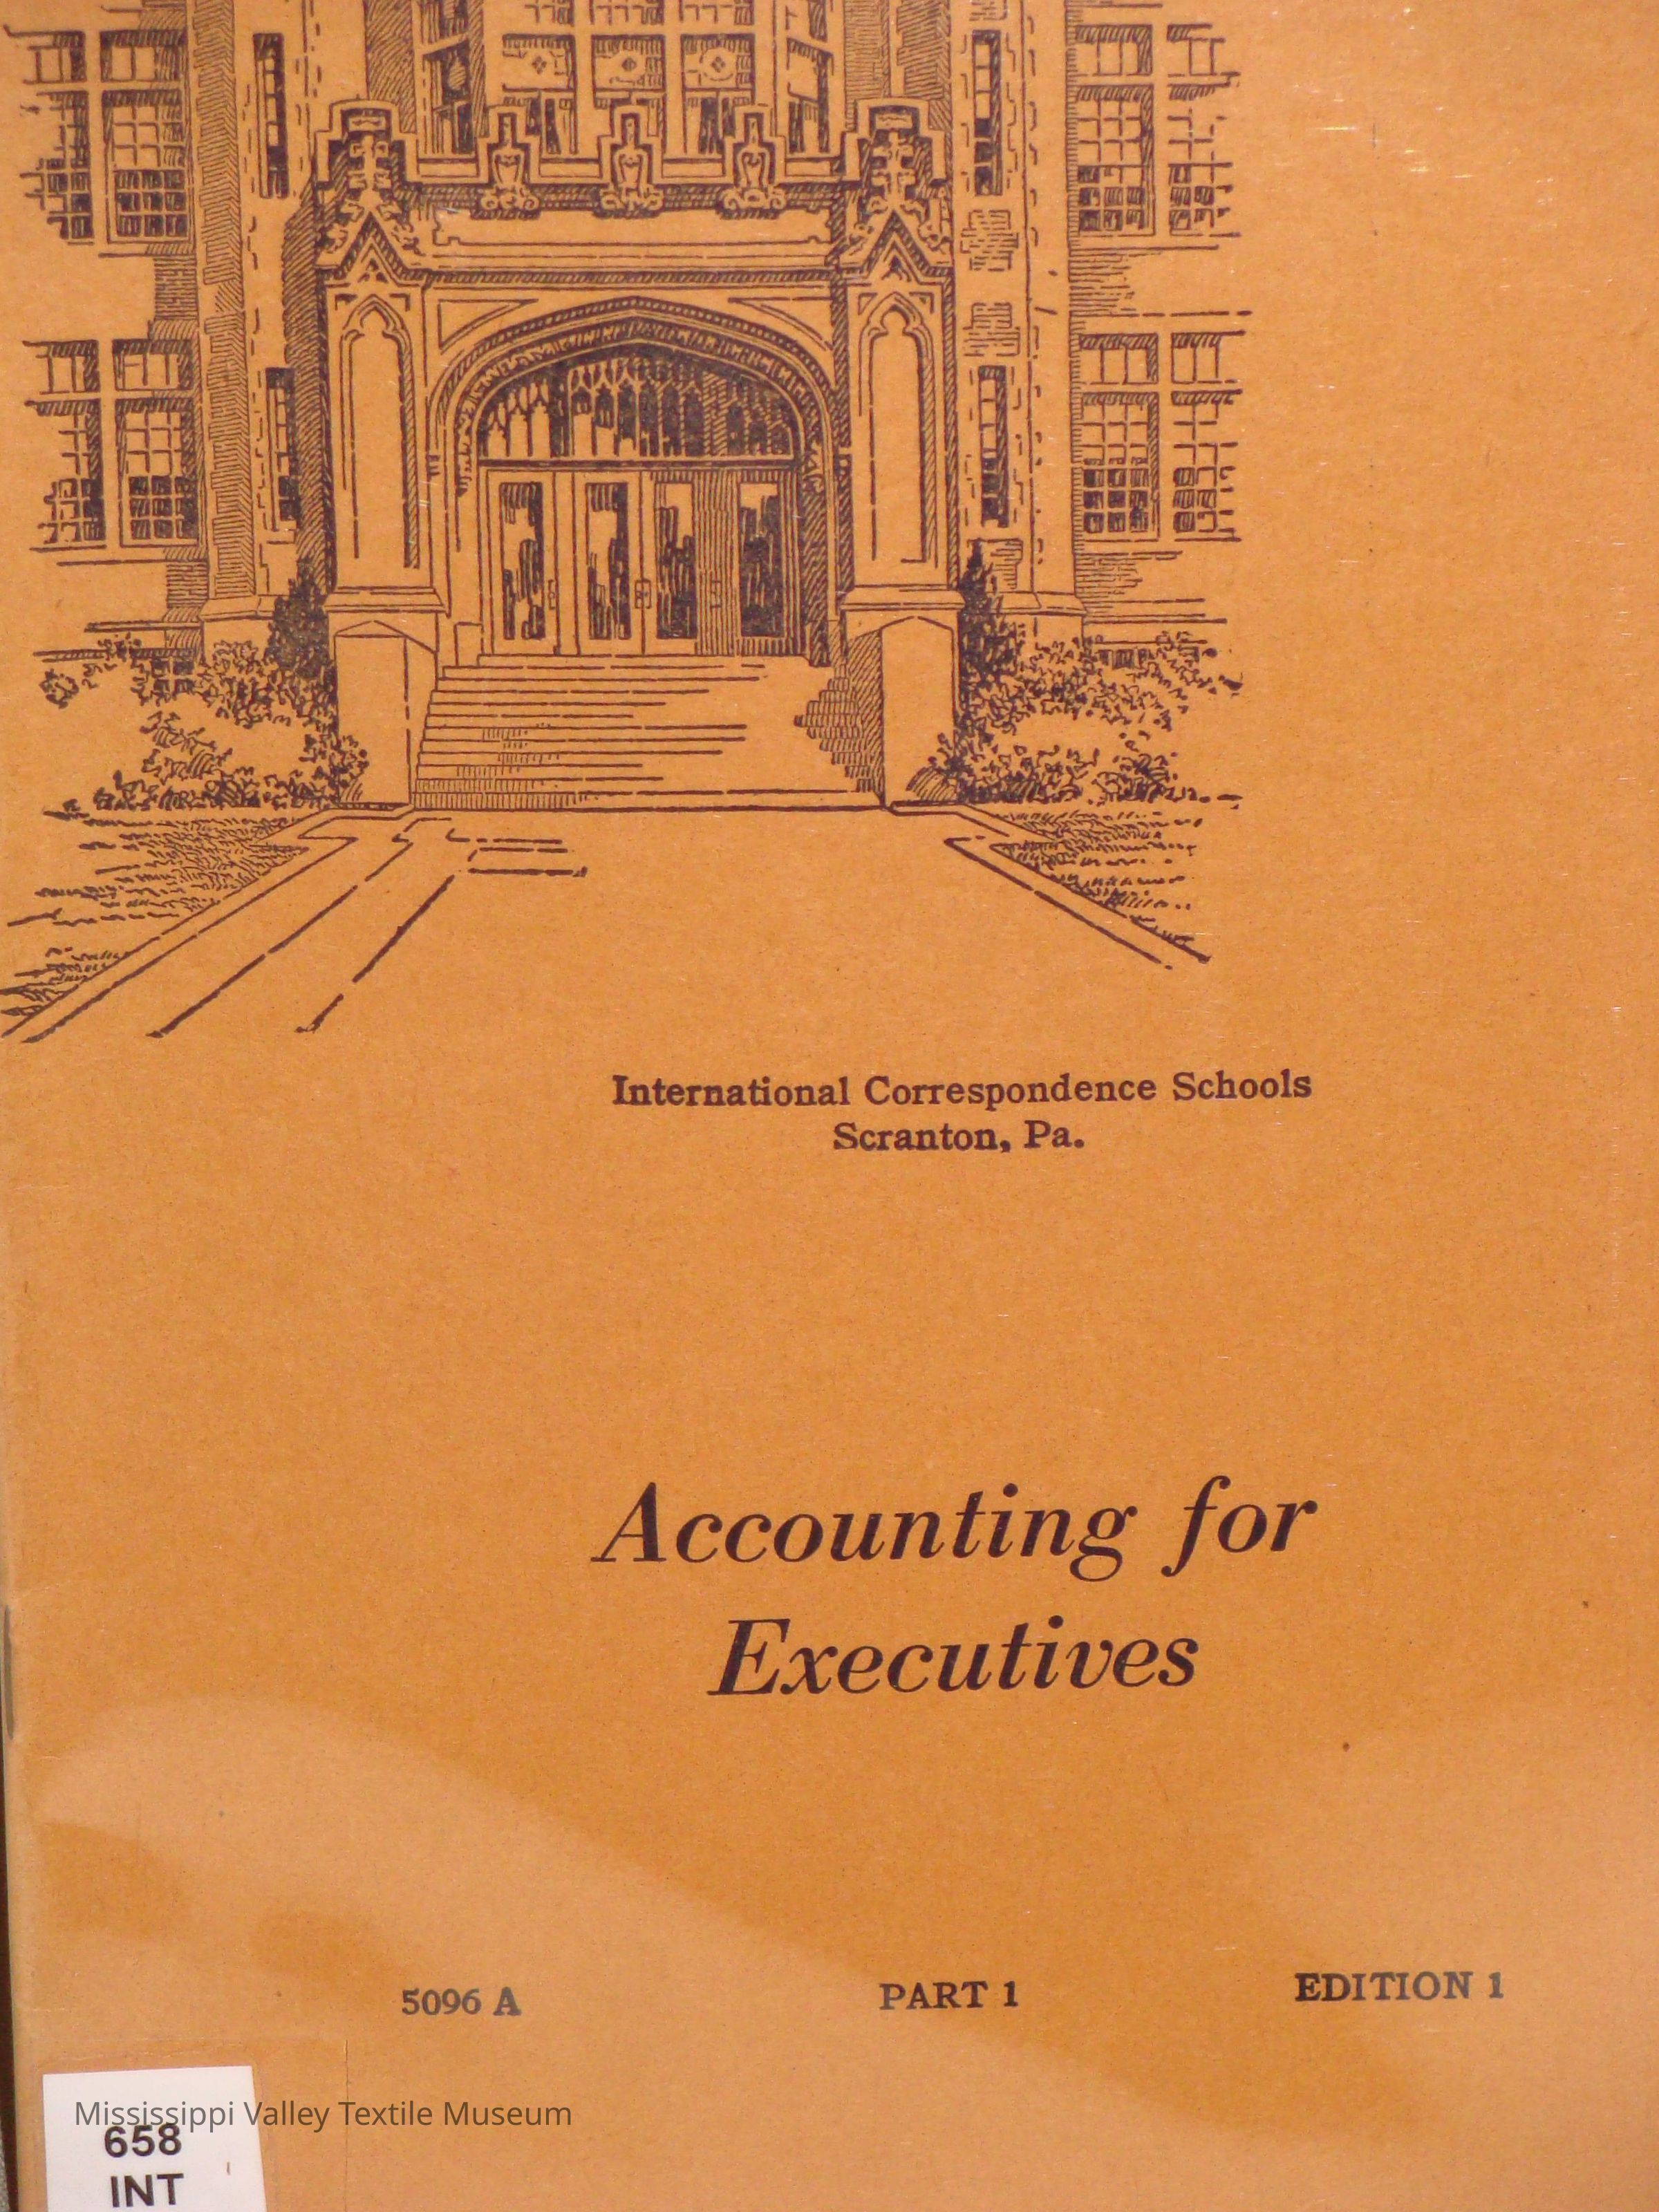 International Correspondence Schools
Scranton, Pa.
Accounting for
Executives
5096 A PART 1 EDITION 1
Mississippi Valley Textile Museum
658
INT